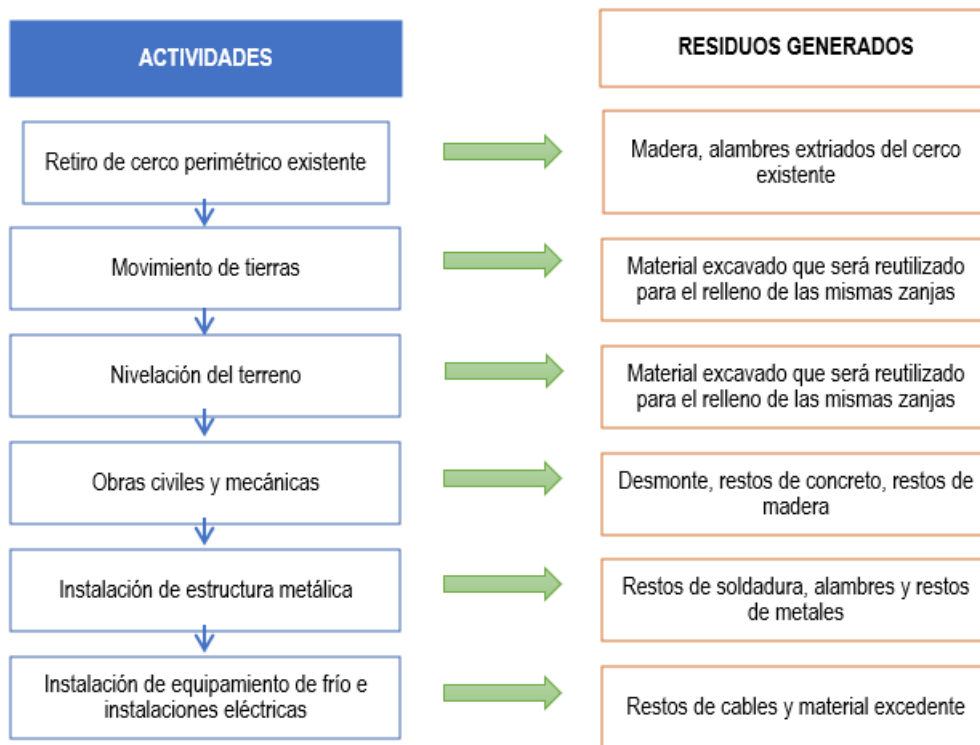 ACTIVIDADES
RESIDUOS GENERADOS
Retiro de cerco perimétrico existente
Madera, alambres extriados del cerco
existente
Movimiento de tierras
Material excavado que será reutilizado
para el relleno de las mismas zanjas
Nivelación del terreno
Material excavado que será reutilizado
para el relleno de las mismas zanjas
Obras civiles y mecánicas
Desmonte, restos de concreto, restos de
madera
Instalación de estructura metálica
Restos de soldadura, alambres y restos
de metales
Instalación de equipamiento de frío e
instalaciones eléctricas
Restos de cables y material excedente